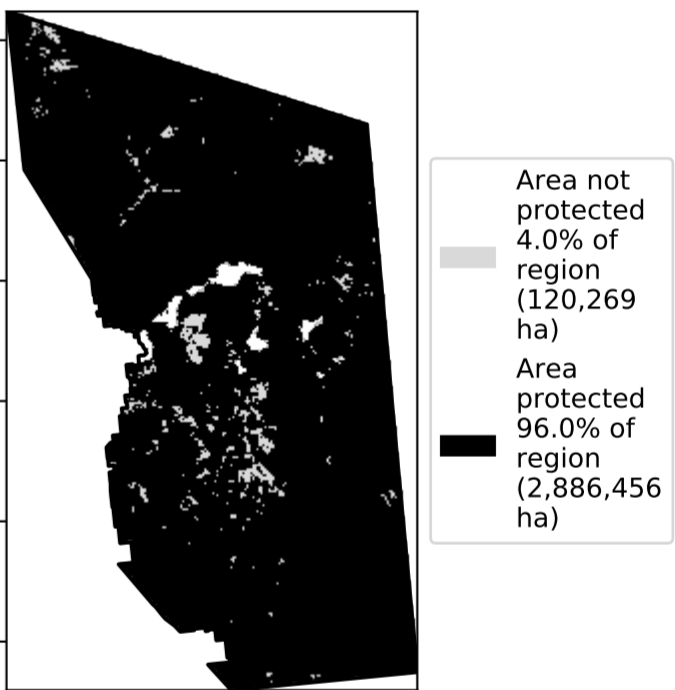 Area not
protected
4.0% of
region
(120,269
ha)
Area
protected
96.0% of
region
(2,886,456
ha)